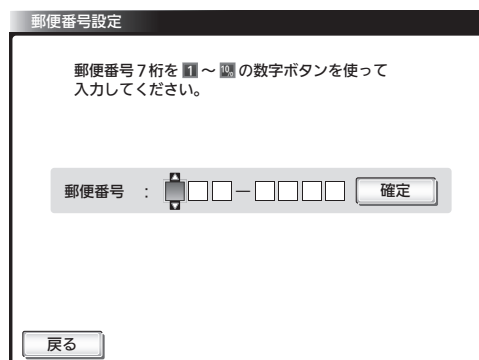 郵便番号設定
郵便番号7桁を 1 ～ 10 の数字ボタンを使って
入力してください。
郵便番号 : － 確定
戻る